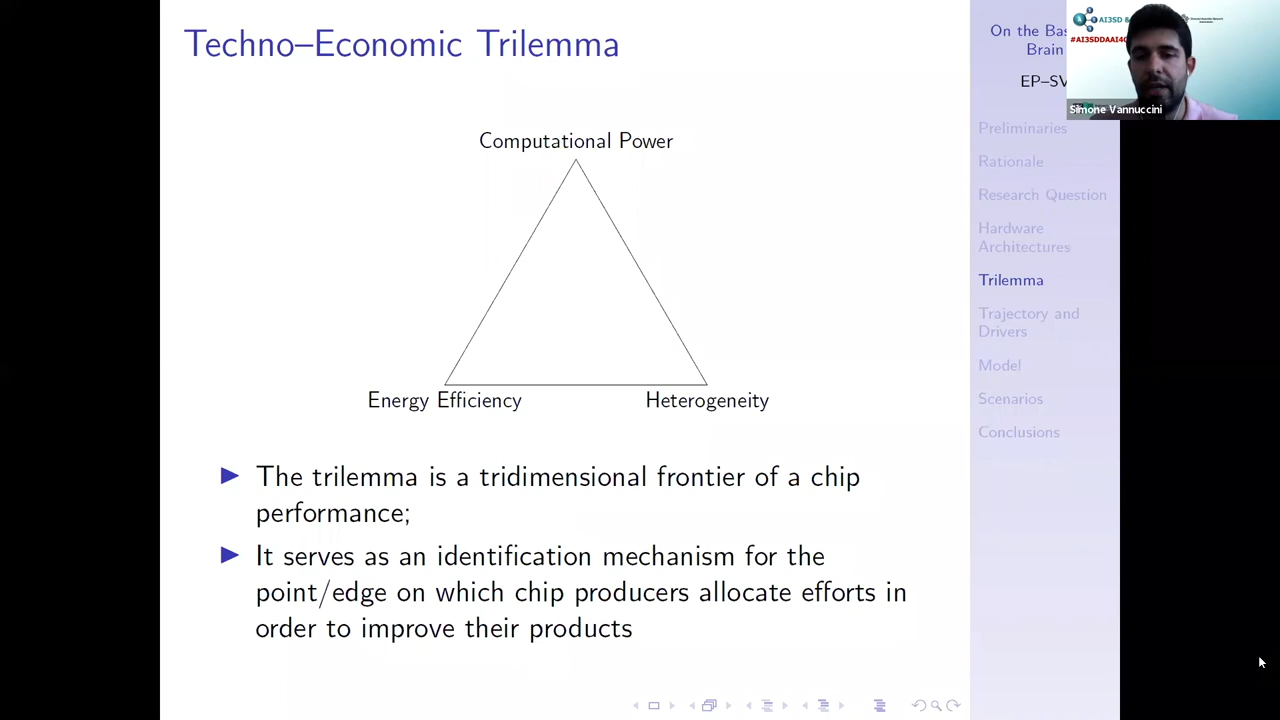 Techno–Economic Trilemma
Computational Power
Energy Efficiency
Heterogeneity
The trilemma is a tridimensional frontier of a chip
performance;
It serves as an identification mechanism for the
point/edge on which chip producers allocate efforts in
order to improve their products
On the Bas
Brain
EP–SV
Preliminaries
Rationale
Research Question
Hardware
Architectures
Trilemma
Trajectory and
Drivers
Model
Scenarios
Conclusions
AI3SD &
#AI3SDDAAI4C
Simone Vannuccini